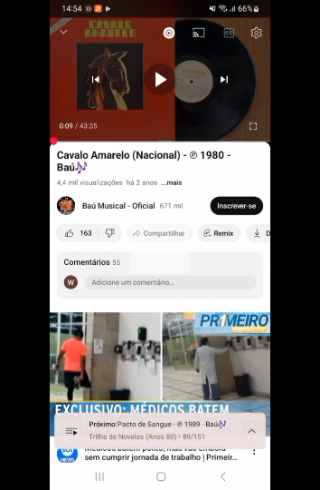 14:54
66%
CAVALO
AMARELO
0:09 / 43:35
Cavalo Amarelo (Nacional) - ℗ 1980 -
Baú🎶
4,4 mil visualizações há 2 anos ...mais
Baú Musical - Oficial 671 mil
Inscrever-se
163
Compartilhar
Remix
D
Comentários 55
W
Adicione um comentário...
PR1MEIRO
EXCLUSIVO: MÉDICOS BATEM
Próximo:Pacto de Sangue - ℗ 1989 - Baú🎶
Trilha de Novelas (Anos 80) • 89/151
sem cumprir jornada de trabalho | Primeir...